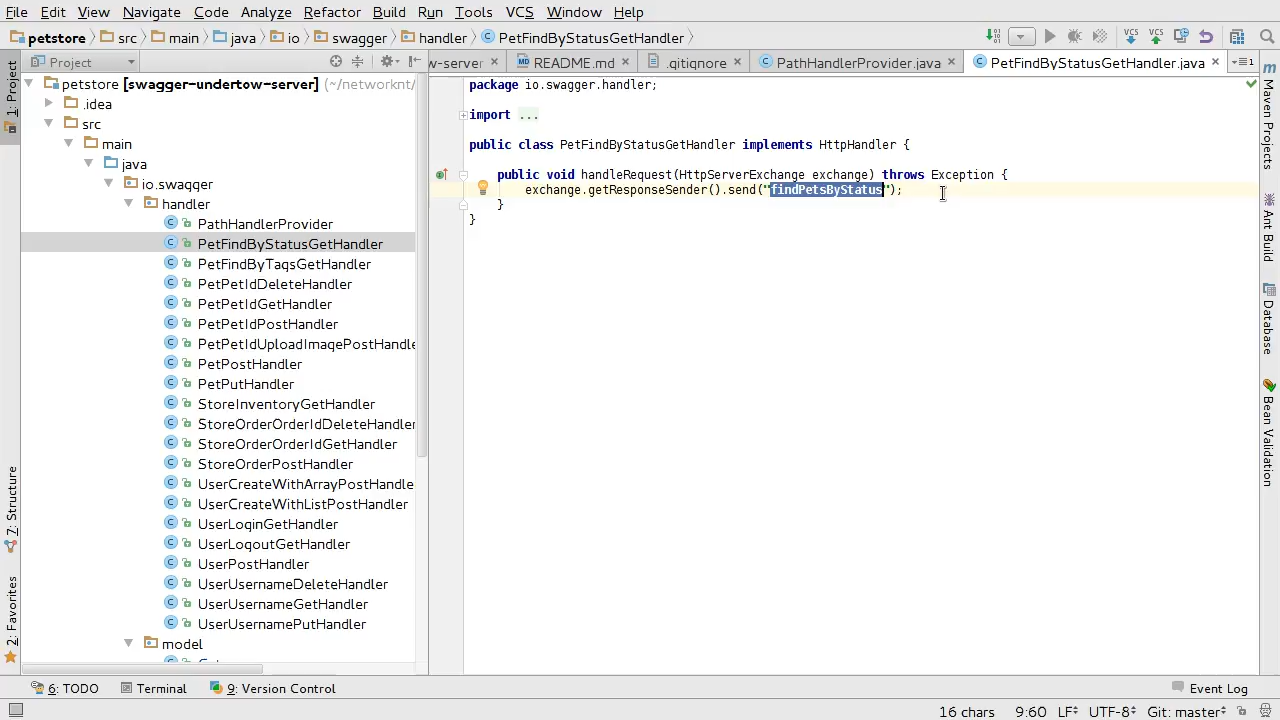 File Edit View Navigate Code Analyze Refactor Build Run Tools VCS Window Help
petstore src main java io swagger handler PetFindByStatusGetHandler
Project
w-server README.md .gitignore PathHandlerProvider.java PetFindByStatusGetHandler.java 1
petstore [swagger-undertow-server] (~/networknt/
.idea
src
main
java
io.swagger
handler
PathHandlerProvider
PetFindByStatusGetHandler
PetFindByTagsGetHandler
PetPetIdDeleteHandler
PetPetIdGetHandler
PetPetIdPostHandler
PetPetIdUploadImagePostHandle
PetPostHandler
PetPutHandler
StoreInventoryGetHandler
StoreOrderOrderIdDeleteHandler
StoreOrderOrderIdGetHandler
StoreOrderPostHandler
UserCreateWithArrayPostHandle
UserCreateWithListPostHandler
UserLoginGetHandler
UserLogoutGetHandler
UserPostHandler
UserUsernameDeleteHandler
UserUsernameGetHandler
UserUsernamePutHandler
model
package io.swagger.handler;
import ...
public class PetFindByStatusGetHandler implements HttpHandler {
public void handleRequest(HttpServerExchange exchange) throws Exception {
exchange.getResponseSender().send("findPetsByStatus");
}
}
1: Project
7: Structure
2: Favorites
Maven Projects
Ant Build
Database
Bean Validation
VCS VCS
6: TODO Terminal 9: Version Control Event Log
16 chars 9:60 LF UTF-8 Git: master